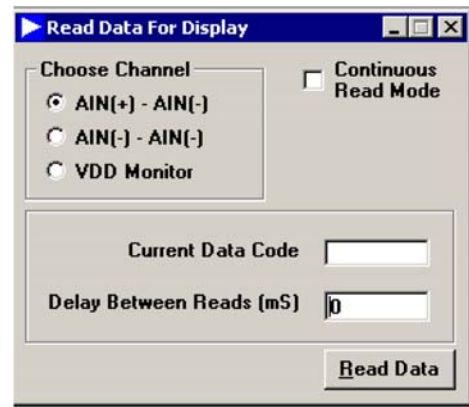 Read Data For Display
Choose Channel
AIN(+) - AIN(-)
AIN(-) - AIN(-)
VDD Monitor
Continuous
Read Mode
Current Data Code
Delay Between Reads (mS)
0
Read Data